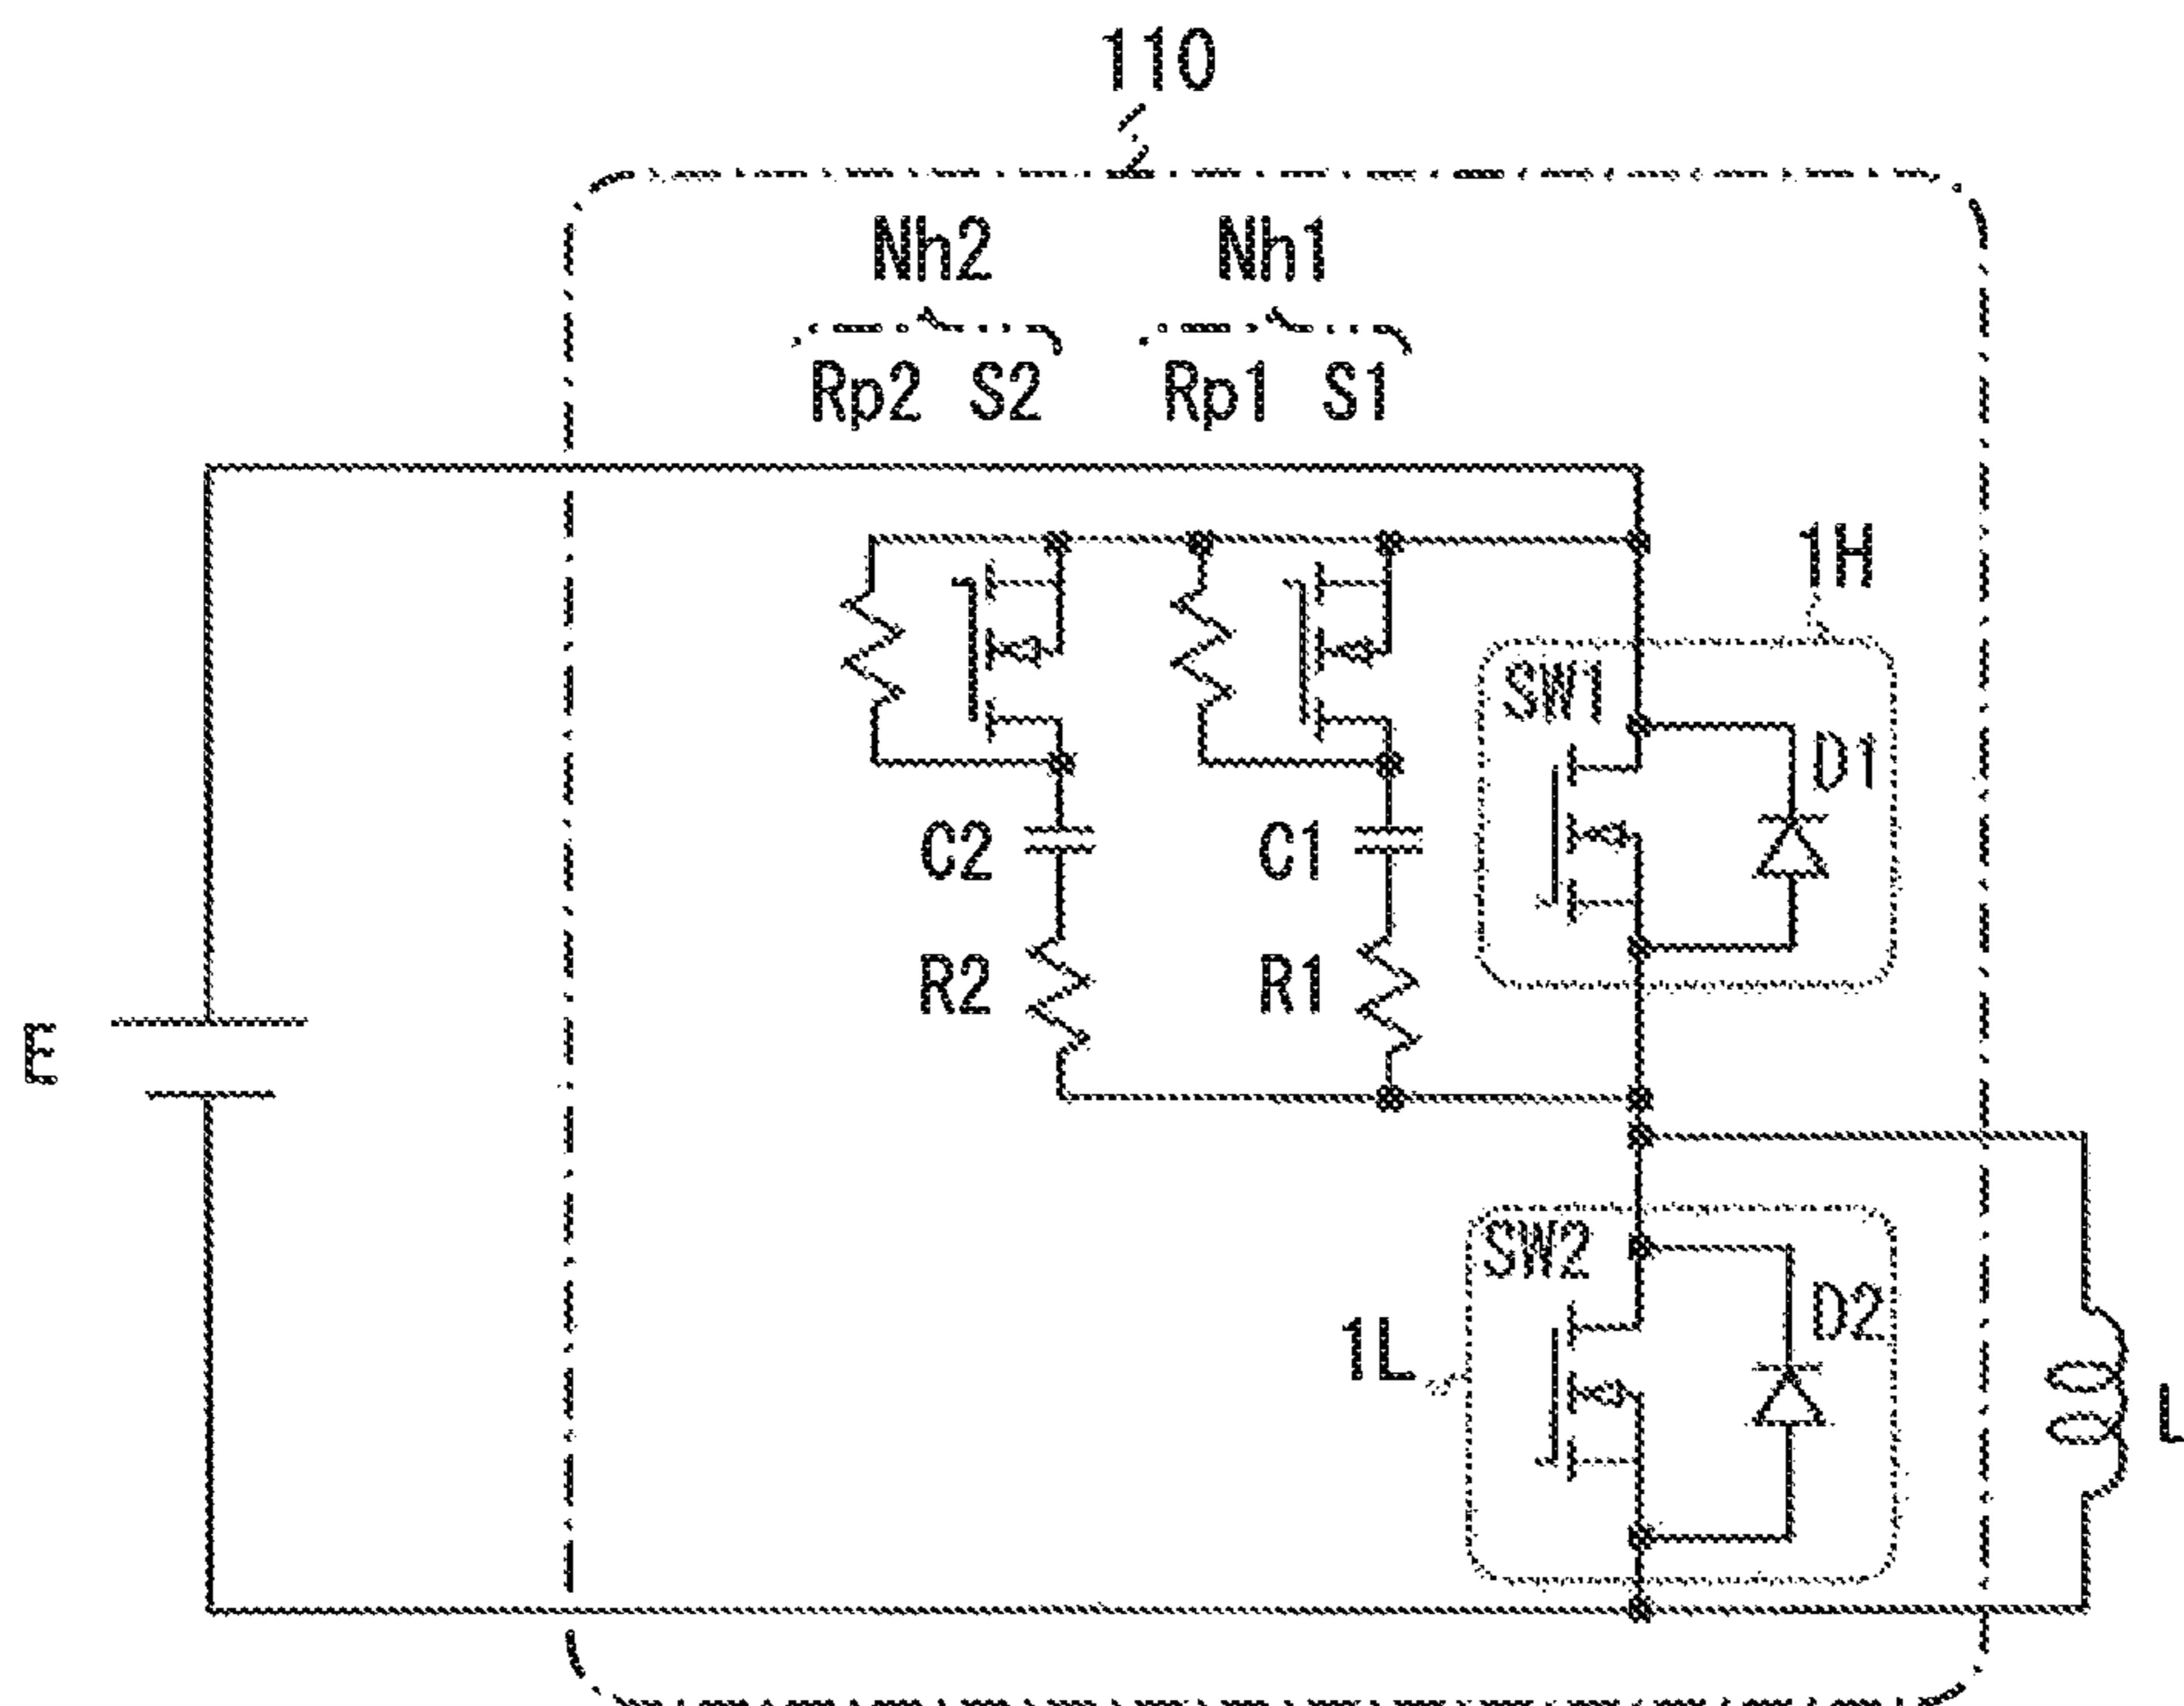 110
Nh2 Nh1
Rp2 S2 Rp1 S1
1H
SW1
D1
C2 C1
R2 R1
E
SW2
D2
1L
L